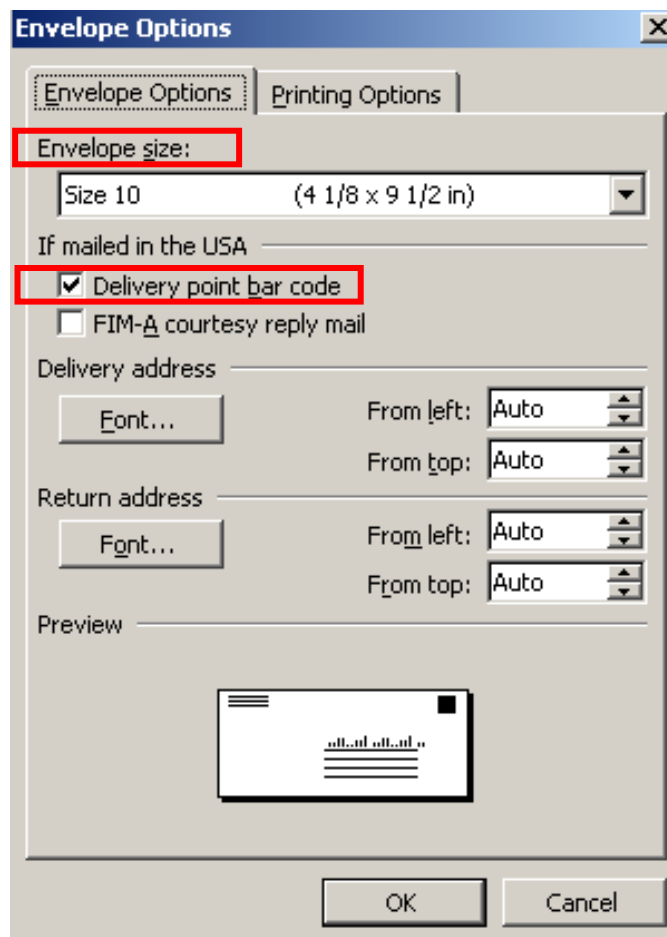 Envelope Options
Envelope Options Printing Options
Envelope size:
Size 10 (4 1/8 x 9 1/2 in)
If mailed in the USA
Delivery point bar code
FIM-A courtesy reply mail
Delivery address
Font... From left: Auto
From top: Auto
Return address
Font... From left: Auto
From top: Auto
Preview
OK Cancel